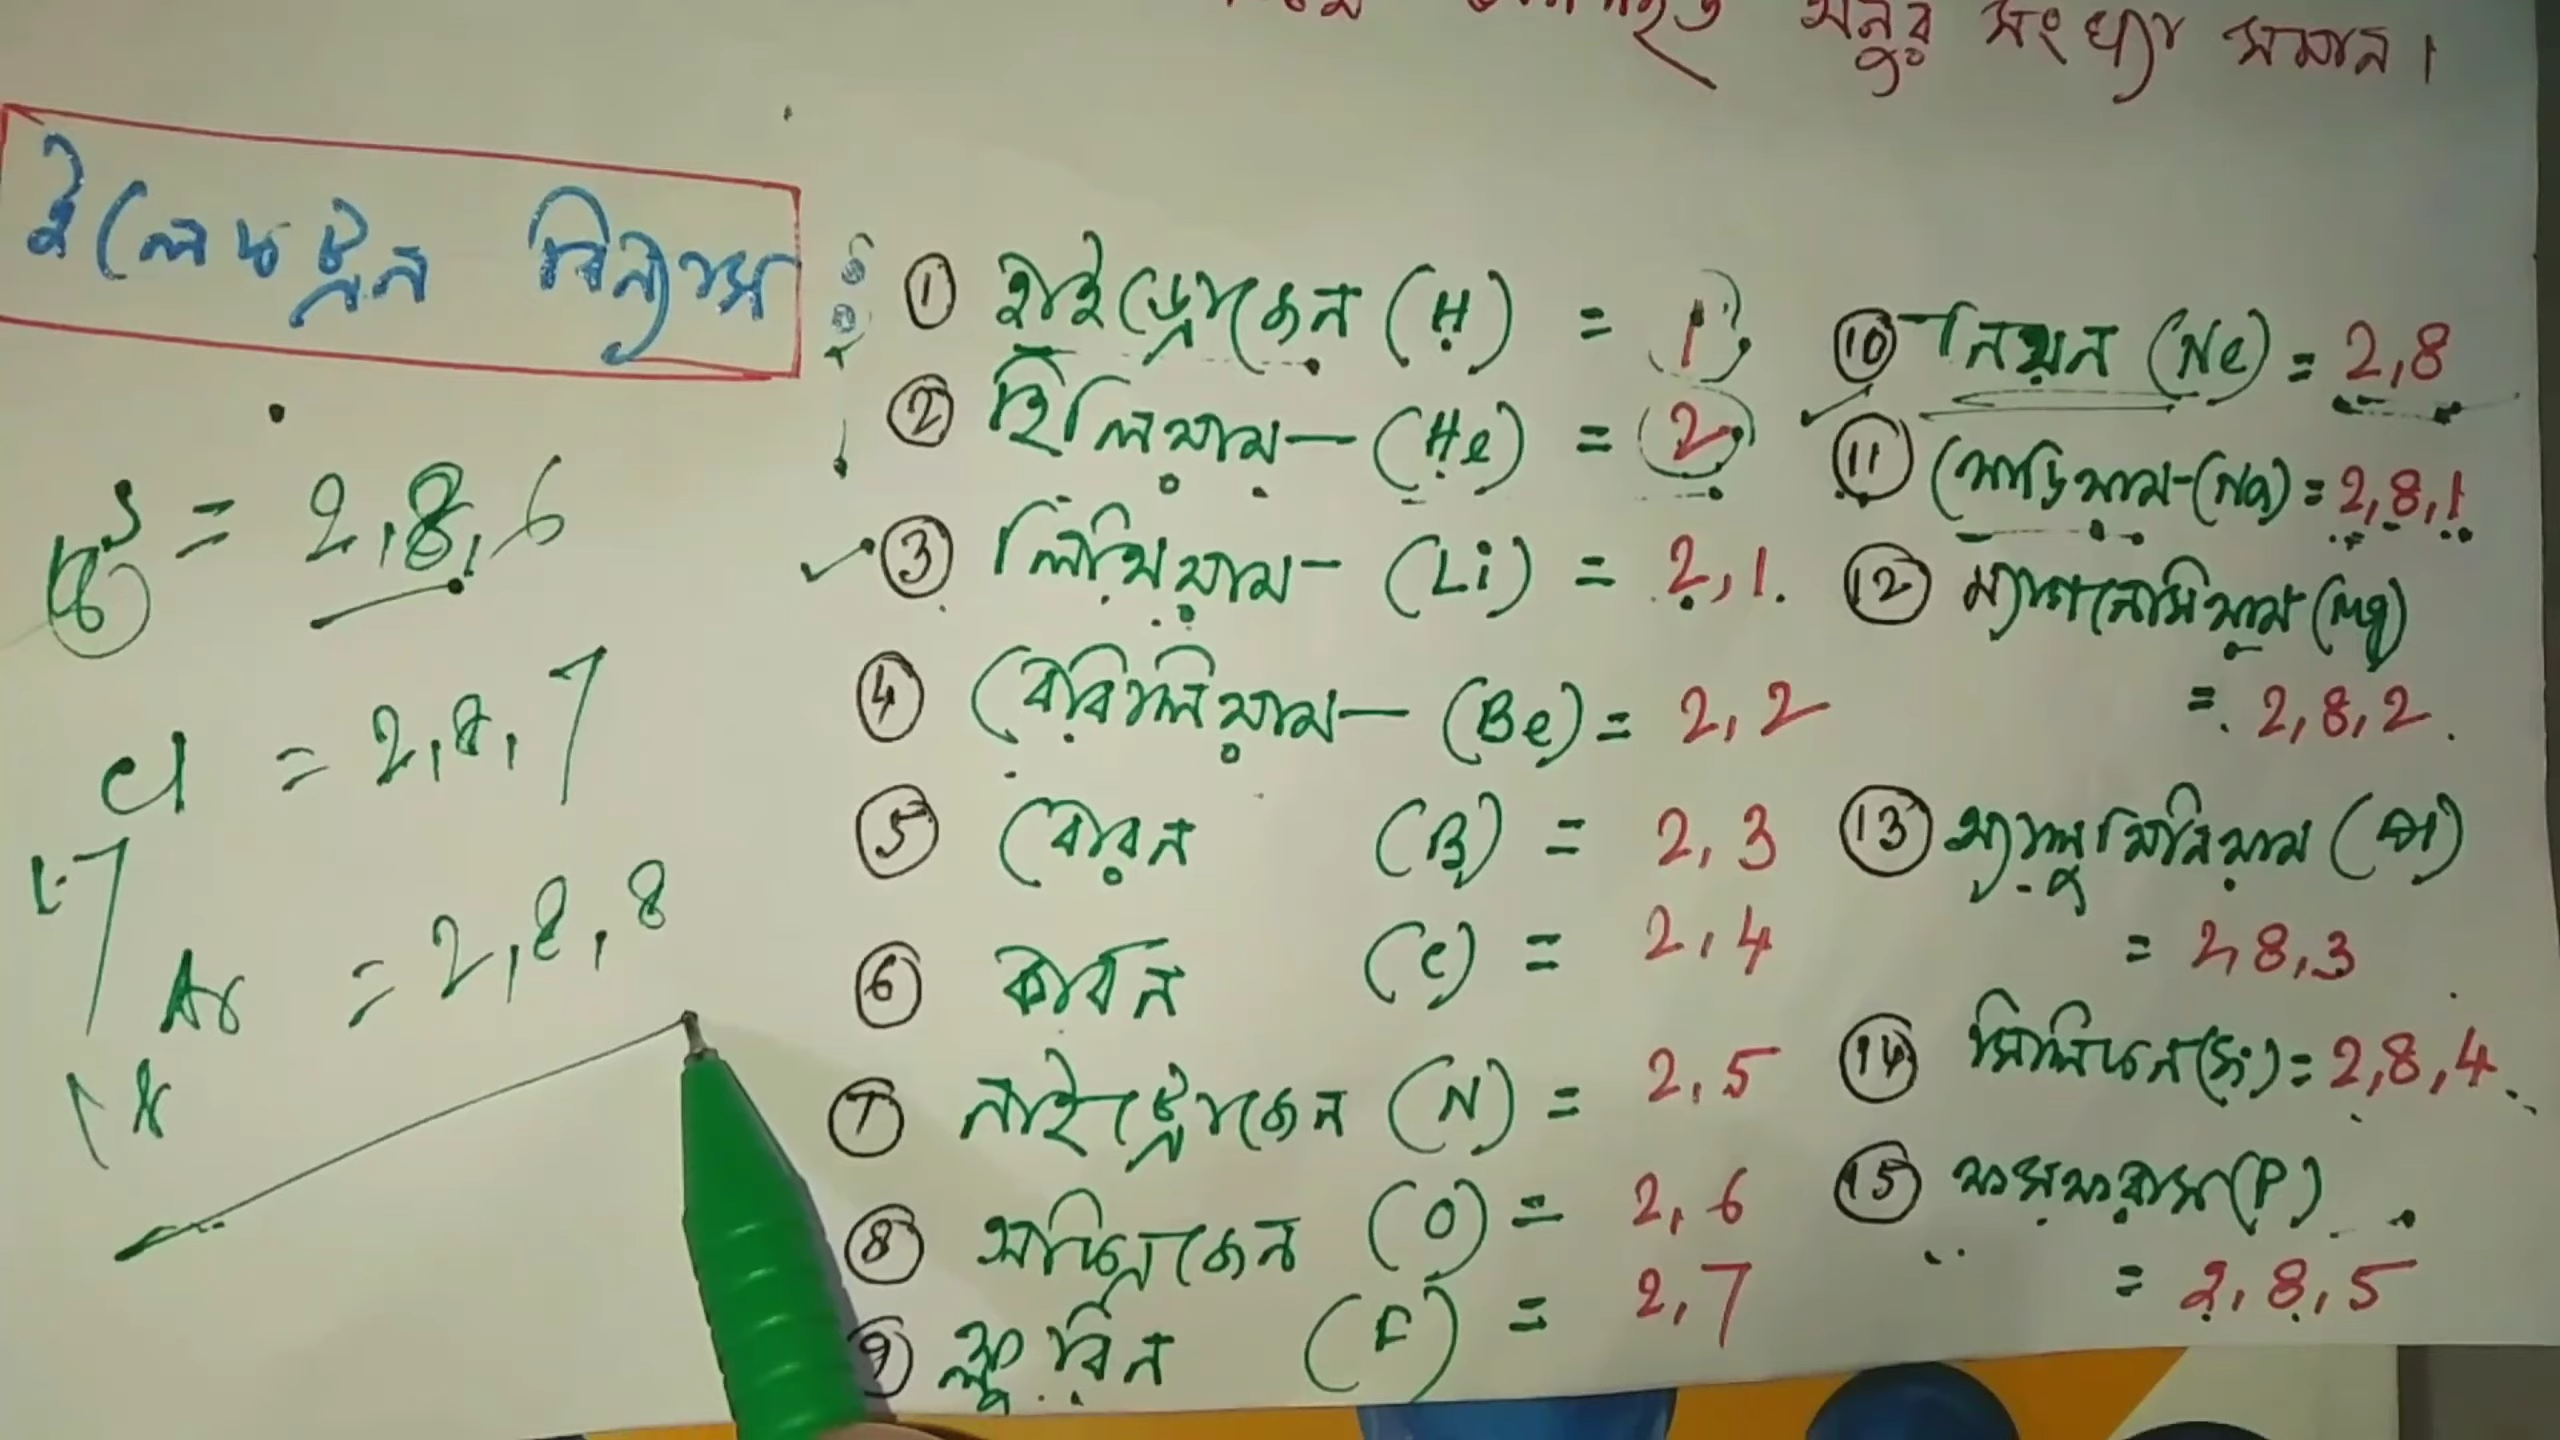 সংখ্যা সমান।
ইলেকট্রন বিন্যাস
S = 2,8,6
16
Cl = 2,8,7
17
Ar = 2,8,8
18
① হাইড্রোজেন (H) = 1
② হিলিয়াম— (He) = 2
③ লিথিয়াম— (Li) = 2,1.
④ বেরিলিয়াম— (Be) = 2,2
⑤ বোরন (B) = 2,3
⑥ কার্বন (C) = 2,4
⑦ নাইট্রোজেন (N) = 2,5
⑧ অক্সিজেন (O) = 2,6
⑨ ফ্লুরিন (F) = 2,7
⑩ নিয়ন (Ne) = 2,8
⑪ সোডিয়াম-(Na) = 2,8,1
⑫ ম্যাগনেসিয়াম (Mg)
= 2,8,2.
⑬ অ্যালুমিনিয়াম (Al)
= 2,8,3
⑭ সিলিকন (Si) = 2,8,4
⑮ ফসফরাস (P)
= 2,8,5